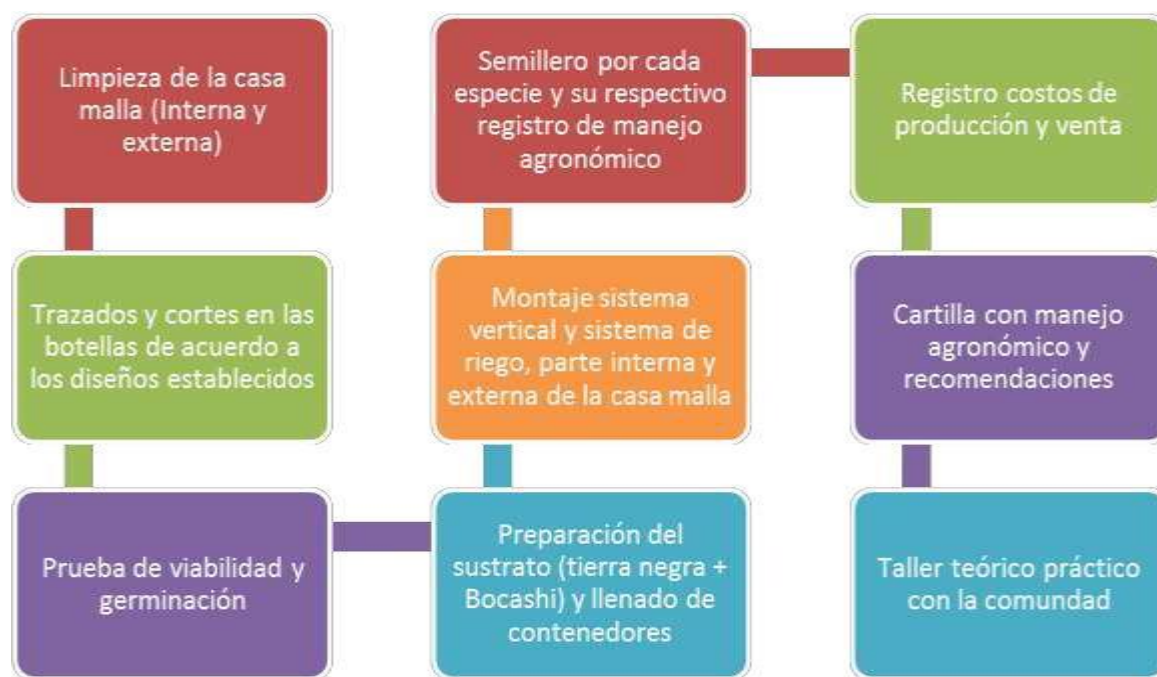 Limpieza de la casa
malla (Interna y
externa)
Trazados y cortes en las
botellas de acuerdo a
los diseños establecidos
Prueba de viabilidad y
germinación
Preparación del
sustrato (tierra negra +
Bocashi) y llenado de
contenedores
Montaje sistema
vertical y sistema de
riego, parte interna y
externa de la casa malla
Semillero por cada
especie y su respectivo
registro de manejo
agronómico
Registro costos de
producción y venta
Cartilla con manejo
agronómico y
recomendaciones
Taller teórico práctico
con la comundad